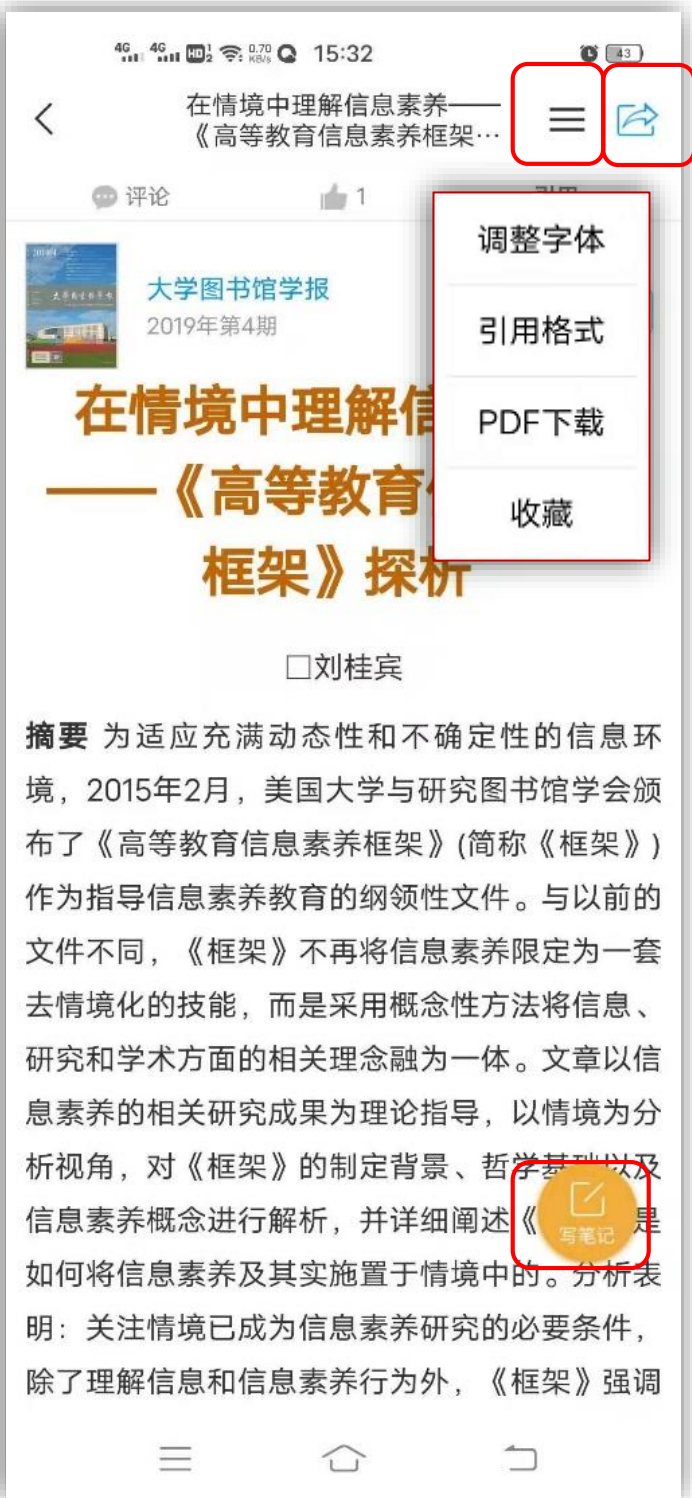 4G 4G HD 0.70 KB/s 15:32 43
在情境中理解信息素养——
《高等教育信息素养框架…
评论 1
调整字体
引用格式
PDF下载
收藏
大学图书馆学报
2019年第4期
在情境中理解信
——《高等教育
框架》探析
□刘桂宾
摘要 为适应充满动态性和不确定性的信息环
境，2015年2月，美国大学与研究图书馆学会颁
布了《高等教育信息素养框架》(简称《框架》)
作为指导信息素养教育的纲领性文件。与以前的
文件不同，《框架》不再将信息素养限定为一套
去情境化的技能，而是采用概念性方法将信息、
研究和学术方面的相关理念融为一体。文章以信
息素养的相关研究成果为理论指导，以情境为分
析视角，对《框架》的制定背景、哲学基础以及
信息素养概念进行解析，并详细阐述《 是
写笔记
如何将信息素养及其实施置于情境中的。分析表
明：关注情境已成为信息素养研究的必要条件，
除了理解信息和信息素养行为外，《框架》强调